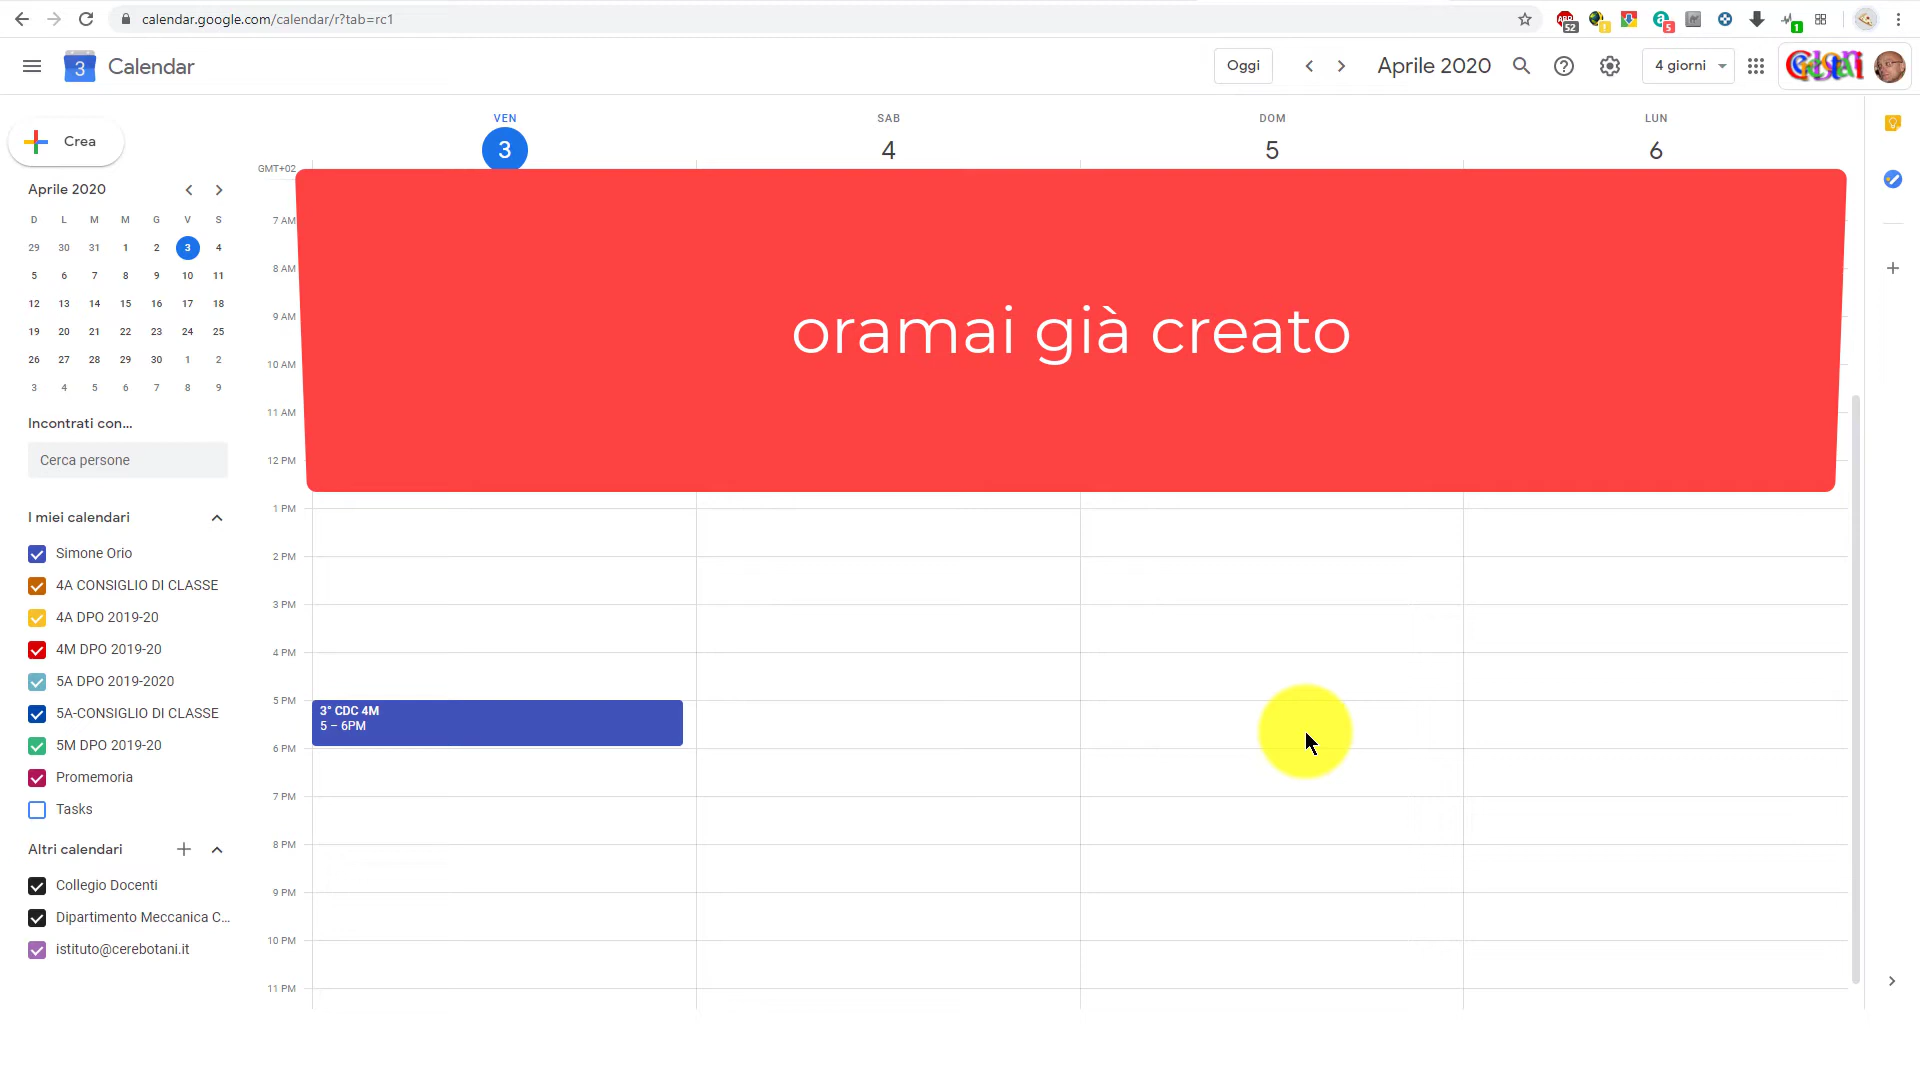 calendar.google.com/calendar/r?tab=rc1
ABP
52
1
5
1
3
Calendar
Oggi
Aprile 2020
4 giorni
Crea
VEN
3
SAB
4
DOM
5
LUN
6
GMT+02
Aprile 2020
D L M M G V S
29 30 31 1 2 3 4
5 6 7 8 9 10 11
12 13 14 15 16 17 18
19 20 21 22 23 24 25
26 27 28 29 30 1 2
3 4 5 6 7 8 9
Incontrati con...
Cerca persone
I miei calendari
Simone Orio
4A CONSIGLIO DI CLASSE
4A DPO 2019-20
4M DPO 2019-20
5A DPO 2019-2020
5A-CONSIGLIO DI CLASSE
5M DPO 2019-20
Promemoria
Tasks
Altri calendari
Collegio Docenti
Dipartimento Meccanica C...
istituto@cerebotani.it
7 AM
8 AM
9 AM
10 AM
11 AM
12 PM
1 PM
2 PM
3 PM
4 PM
5 PM
6 PM
7 PM
8 PM
9 PM
10 PM
11 PM
oramai già creato
3° CDC 4M
5 – 6PM